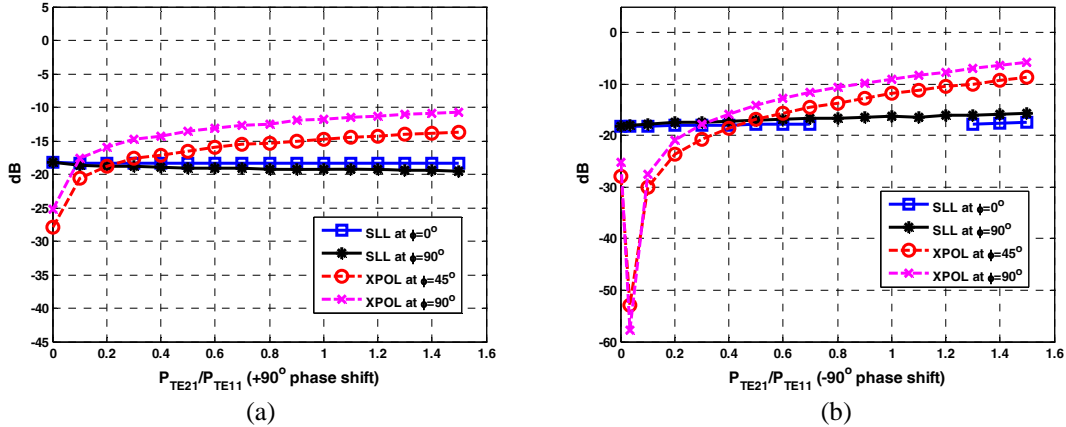 5
0
-5
-10
-15
-20
-25
-30
-35
-40
-45
dB
0 0.2 0.4 0.6 0.8 1 1.2 1.4 1.6
P_TE21/P_TE11 (+90° phase shift)
SLL at ϕ=0°
SLL at ϕ=90°
XPOL at ϕ=45°
XPOL at ϕ=90°
(a)
0
-10
-20
-30
-40
-50
-60
dB
0 0.2 0.4 0.6 0.8 1 1.2 1.4 1.6
P_TE21/P_TE11 (-90° phase shift)
SLL at ϕ=0°
SLL at ϕ=90°
XPOL at ϕ=45°
XPOL at ϕ=90°
(b)